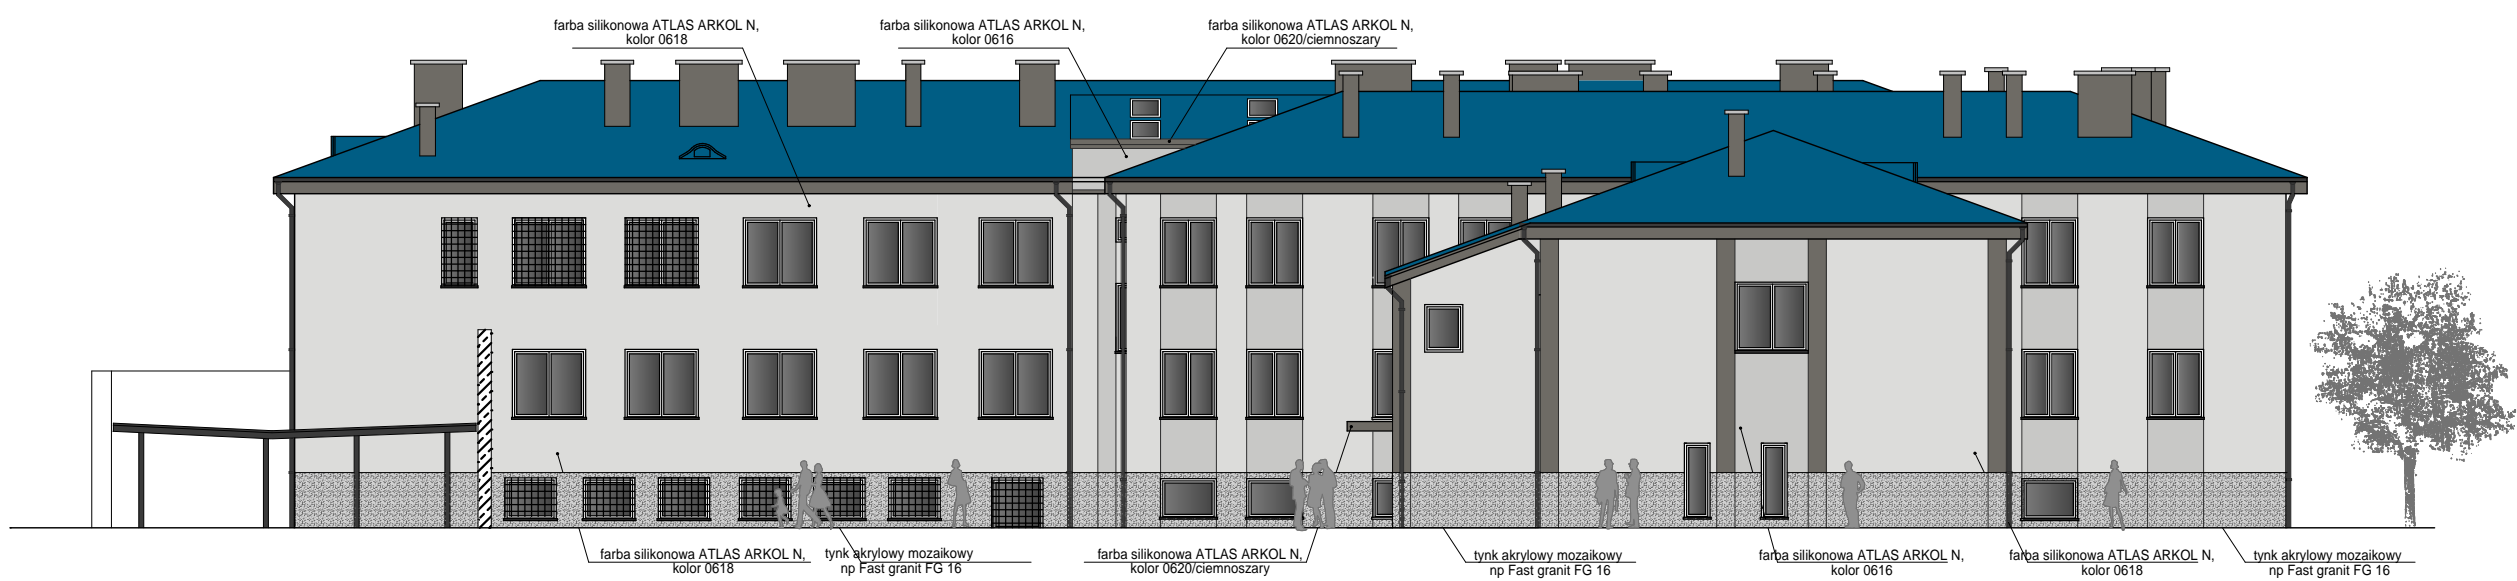 farba silikonowa ATLAS ARKOL N,
kolor 0618
farba silikonowa ATLAS ARKOL N,
kolor 0616
farba silikonowa ATLAS ARKOL N,
kolor 0620/ciemnoszary
farba silikonowa ATLAS ARKOL N,
kolor 0618
tynk akrylowy mozaikowy
np Fast granit FG 16
farba silikonowa ATLAS ARKOL N,
kolor 0620/ciemnoszary
tynk akrylowy mozaikowy
np Fast granit FG 16
farba silikonowa ATLAS ARKOL N,
kolor 0616
farba silikonowa ATLAS ARKOL N,
kolor 0618
tynk akrylowy mozaikowy
np Fast granit FG 16